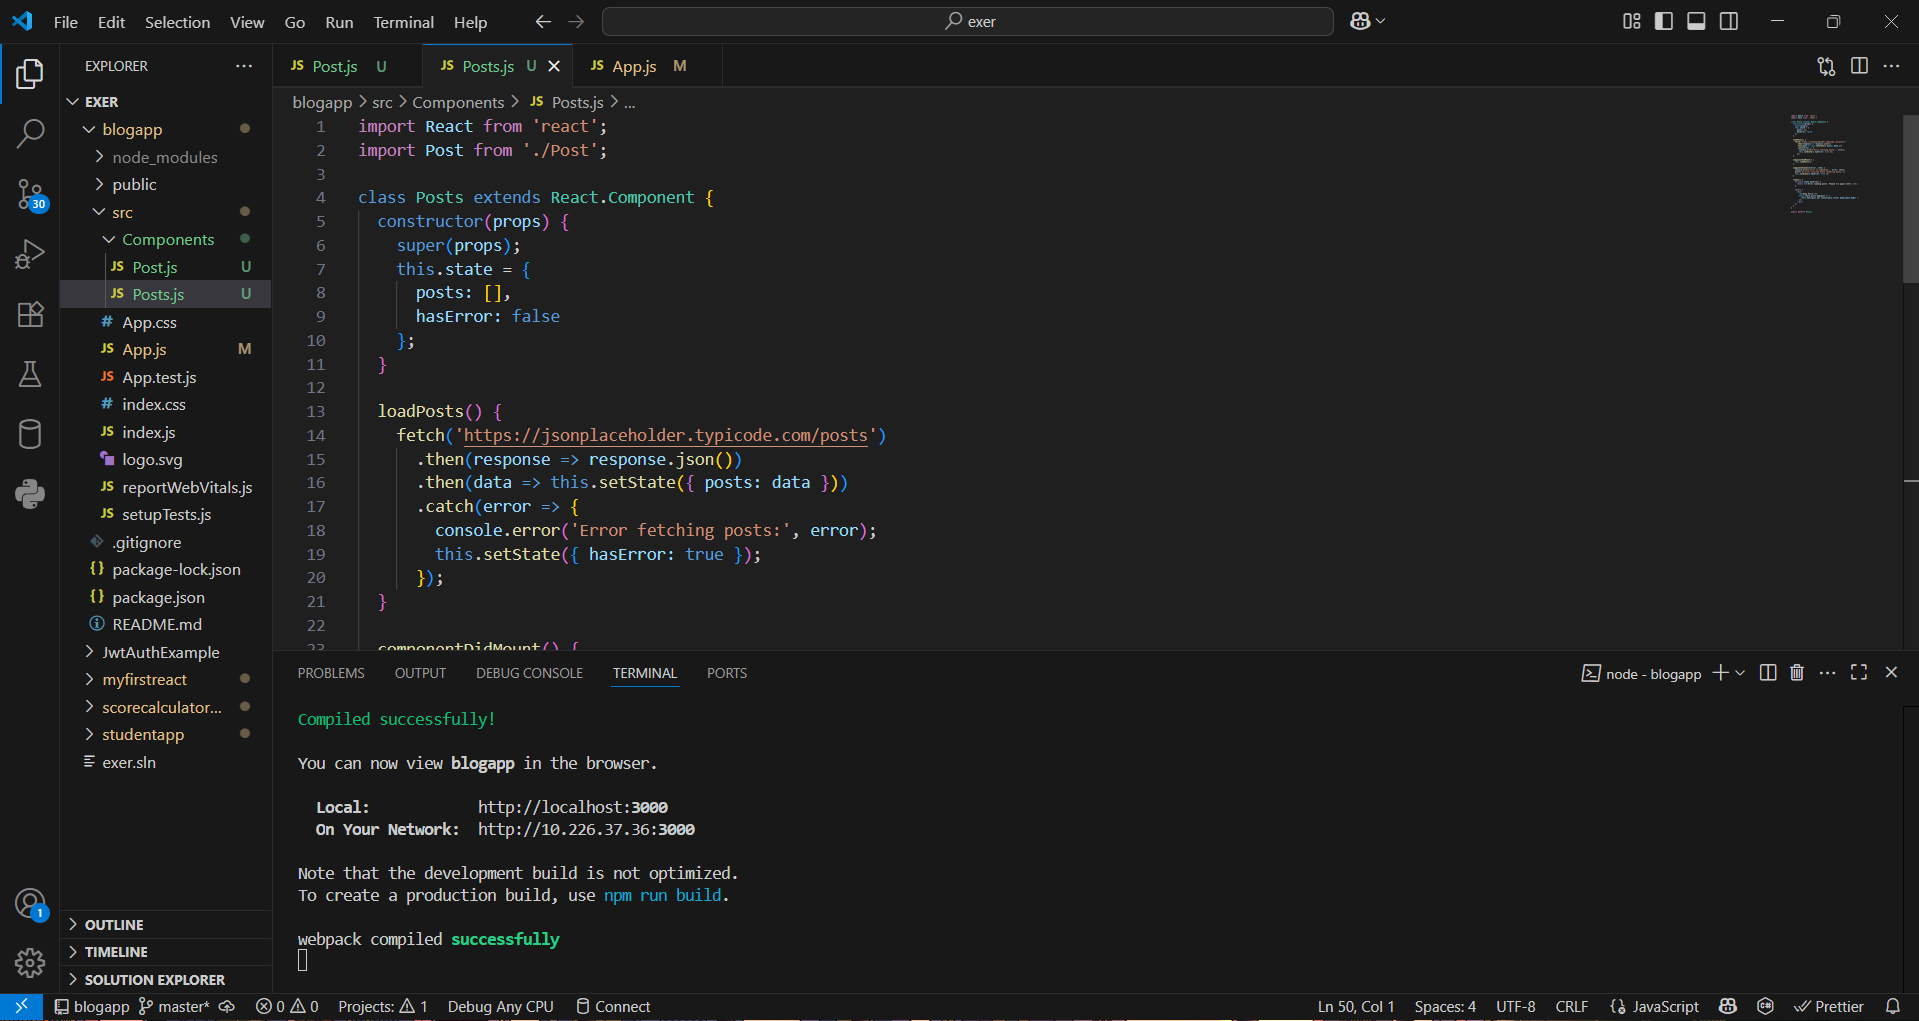 File Edit Selection View Go Run Terminal Help
exer
EXPLORER
EXER
blogapp
node_modules
public
src
Components
JS Post.js U
JS Posts.js U
# App.css
JS App.js M
JS App.test.js
# index.css
JS index.js
logo.svg
JS reportWebVitals.js
JS setupTests.js
.gitignore
{} package-lock.json
{} package.json
README.md
JwtAuthExample
myfirstreact
scorecalculator...
studentapp
exer.sln
OUTLINE
TIMELINE
SOLUTION EXPLORER
30
1
JS Post.js U JS Posts.js U JS App.js M
blogapp > src > Components > JS Posts.js > ...
1 import React from 'react';
2 import Post from './Post';
3
4 class Posts extends React.Component {
5 constructor(props) {
6 super(props);
7 this.state = {
8 posts: [],
9 hasError: false
10 };
11 }
12
13 loadPosts() {
14 fetch('https://jsonplaceholder.typicode.com/posts')
15 .then(response => response.json())
16 .then(data => this.setState({ posts: data }))
17 .catch(error => {
18 console.error('Error fetching posts:', error);
19 this.setState({ hasError: true });
20 });
21 }
22
23 componentDidMount() {
PROBLEMS OUTPUT DEBUG CONSOLE TERMINAL PORTS
node - blogapp
Compiled successfully!
You can now view blogapp in the browser.
Local: http://localhost:3000
On Your Network: http://10.226.37.36:3000
Note that the development build is not optimized.
To create a production build, use npm run build.
webpack compiled successfully
blogapp master* 0 0 Projects: 1 Debug Any CPU Connect
Ln 50, Col 1 Spaces: 4 UTF-8 CRLF {} JavaScript Prettier